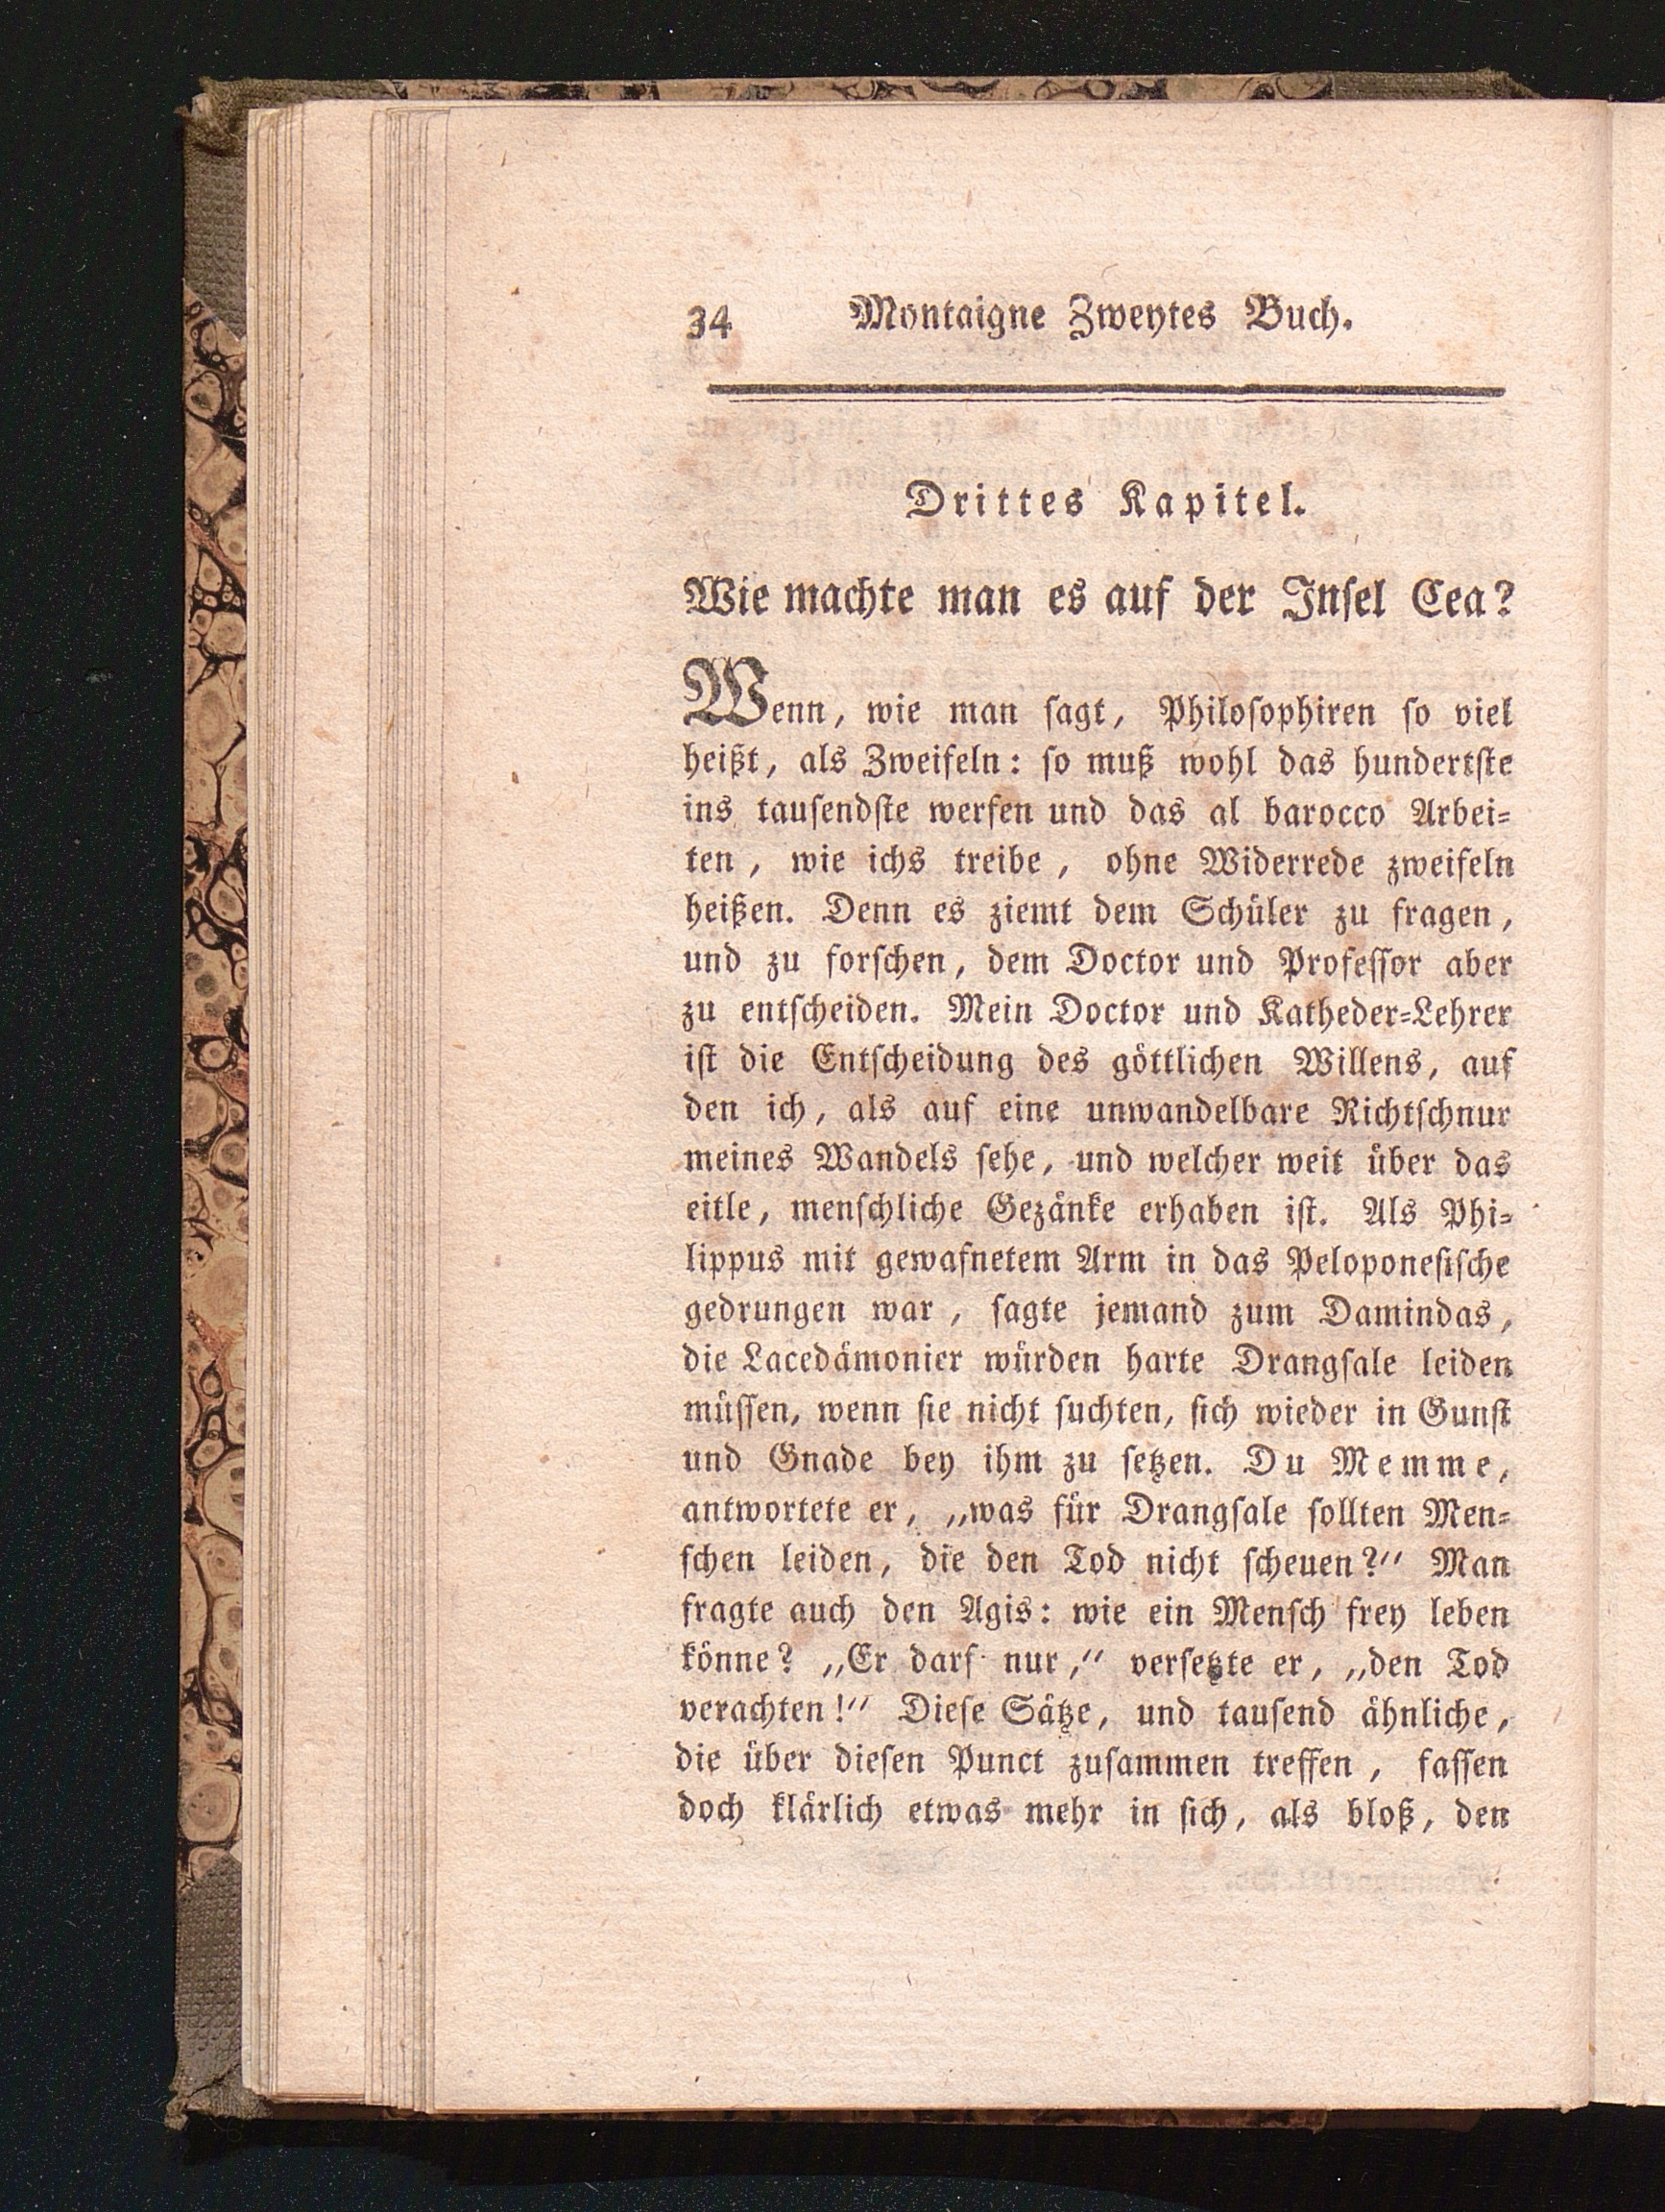 34 Montaigne Zweytes Buch.
Drittes Kapitel.
Wie machte man es auf der Inſel Cea?
Wenn, wie man ſagt, Philoſophiren ſo viel
heißt, als Zweifeln: ſo muß wohl das hundertſte
ins tauſendſte werfen und das al barocco Arbei⸗
ten, wie ichs treibe, ohne Widerrede zweifeln
heißen. Denn es ziemt dem Schüler zu fragen,
und zu forſchen, dem Doctor und Profeſſor aber
zu entſcheiden. Mein Doctor und Katheder⸗Lehrer
iſt die Entſcheidung des göttlichen Willens, auf
den ich, als auf eine unwandelbare Richtſchnur
meines Wandels ſehe, und welcher weit über das
eitle, menſchliche Gezänke erhaben iſt. Als Phi⸗
lippus mit gewafnetem Arm in das Peloponeſiſche
gedrungen war, ſagte jemand zum Damindas,
die Lacedämonier würden harte Drangſale leiden
müſſen, wenn ſie nicht ſuchten, ſich wieder in Gunſt
und Gnade bey ihm zu ſetzen. Du Memme,
antwortete er, „was für Drangſale ſollten Men⸗
ſchen leiden, die den Tod nicht ſcheuen?“ Man
fragte auch den Agis: wie ein Menſch frey leben
könne? „Er darf nur,“ verſetzte er, „den Tod
verachten!“ Dieſe Sätze, und tauſend ähnliche,
die über dieſen Punct zuſammen treffen, faſſen
doch klärlich etwas mehr in ſich, als bloß, den